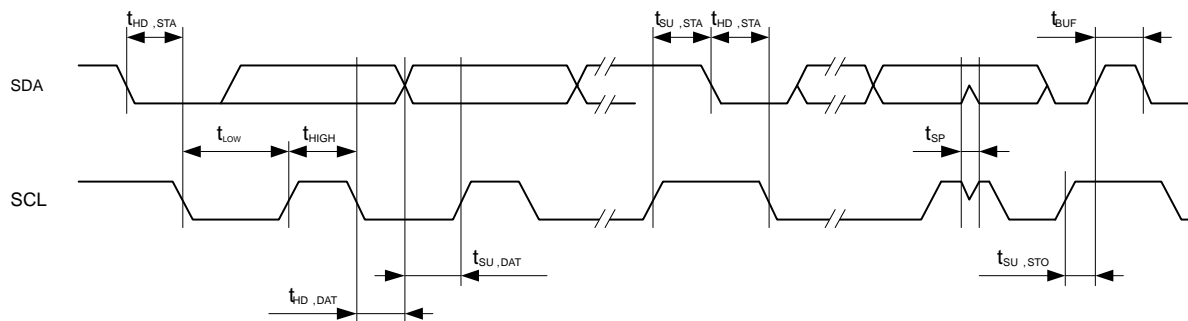 tHD,STA
tSU,STA
tHD,STA
tBUF
SDA
tLOW
tHIGH
tSP
SCL
tSU,DAT
tSU,STO
tHD,DAT